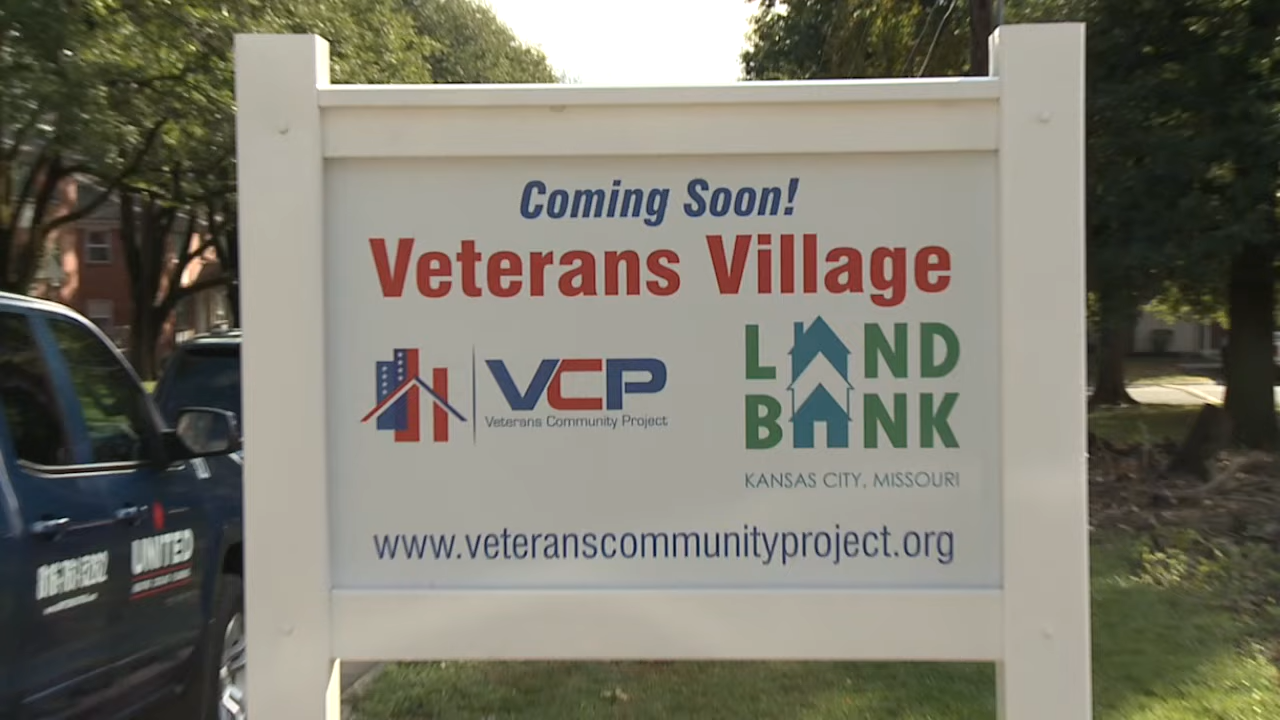 Coming Soon!
Veterans Village
VCP
Veterans Community Project
LAND
BANK
KANSAS CITY, MISSOURI
www.veteranscommunityproject.org
UNITED